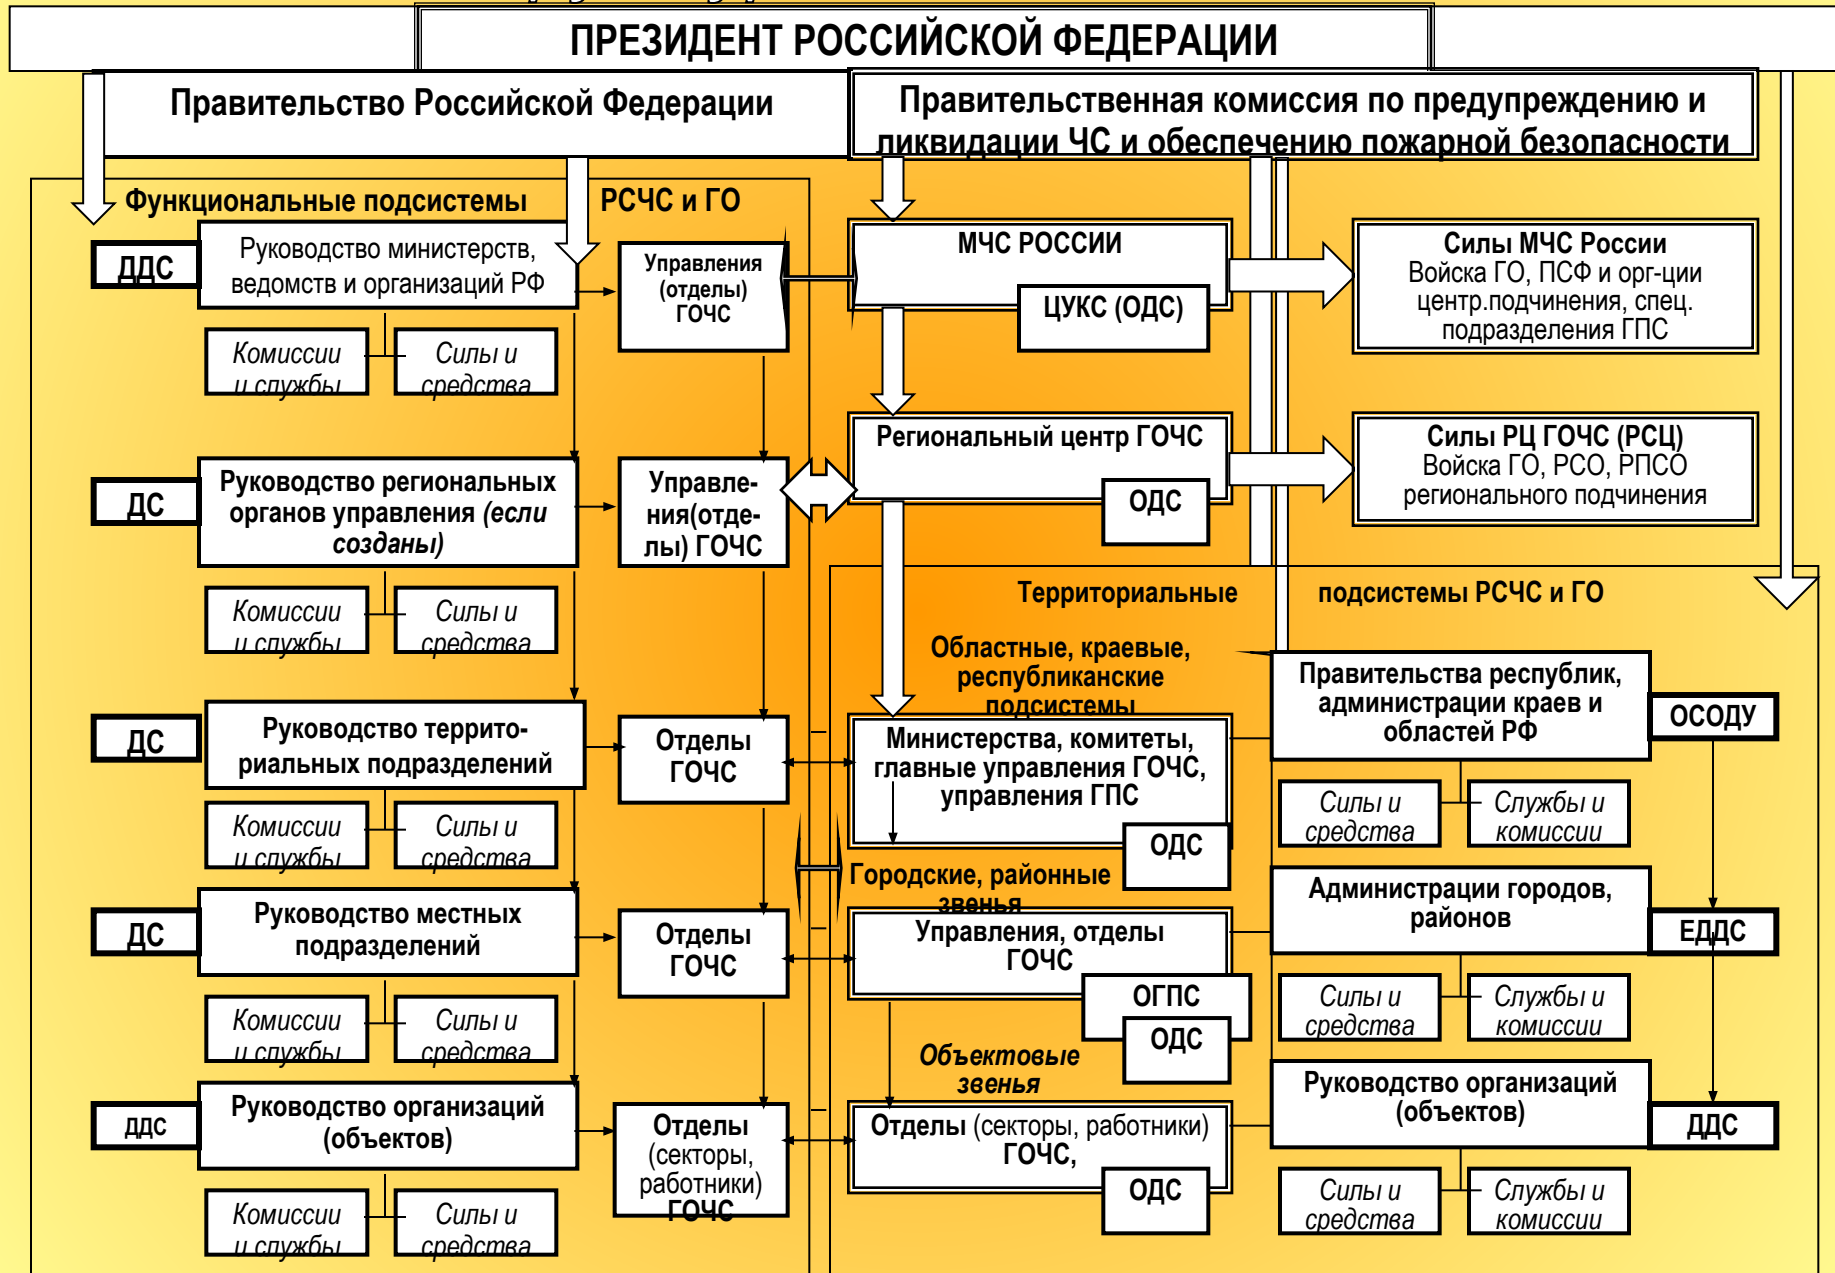 ПРЕЗИДЕНТ РОССИЙСКОЙ ФЕДЕРАЦИИ
Правительство Российской Федерации
Правительственная комиссия по предупреждению и
ликвидации ЧС и обеспечению пожарной безопасности
Функциональные подсистемы РСЧС и ГО
ДДС
Руководство министерств,
ведомств и организаций РФ
Управления
(отделы)
ГОЧС
Комиссии
и службы
Силы и
средства
МЧС РОССИИ
ЦУКС (ОДС)
Силы МЧС России
Войска ГО, ПСФ и орг-ции
центр.подчинения, спец.
подразделения ГПС
ДС
Руководство региональных
органов управления (если
созданы)
Управле-
ния(отде-
лы) ГОЧС
Комиссии
и службы
Силы и
средства
Региональный центр ГОЧС
ОДС
Силы РЦ ГОЧС (РСЦ)
Войска ГО, РСО, РПСО
регионального подчинения
Территориальные подсистемы РСЧС и ГО
ДС
Руководство террито-
риальных подразделений
Отделы
ГОЧС
Комиссии
и службы
Силы и
средства
Областные, краевые,
республиканские
подсистемы
Министерства, комитеты,
главные управления ГОЧС,
управления ГПС
ОДС
Правительства республик,
администрации краев и
областей РФ
ОСОДУ
Силы и
средства
Службы и
комиссии
ДС
Руководство местных
подразделений
Отделы
ГОЧС
Комиссии
и службы
Силы и
средства
Городские, районные
звенья
Управления, отделы
ГОЧС
ОГПС
ОДС
Администрации городов,
районов
ЕДДС
Силы и
средства
Службы и
комиссии
ДДС
Руководство организаций
(объектов)
Отделы
(секторы,
работники)
ГОЧС
Комиссии
и службы
Силы и
средства
Объектовые
звенья
Отделы (секторы, работники)
ГОЧС,
ОДС
Руководство организаций
(объектов)
ДДС
Силы и
средства
Службы и
комиссии